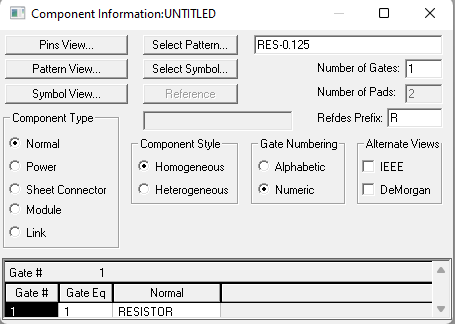 Component Information:UNTITLED
Pins View... Select Pattern... RES-0.125
Pattern View... Select Symbol... Number of Gates: 1
Symbol View... Reference Number of Pads: 2
Refdes Prefix: R
Component Type Component Style Gate Numbering Alternate Views
Normal Homogeneous Alphabetic IEEE
Power
Sheet Connector Heterogeneous Numeric DeMorgan
Module
Link
Gate # 1
Gate # Gate Eq Normal
1 1 RESISTOR